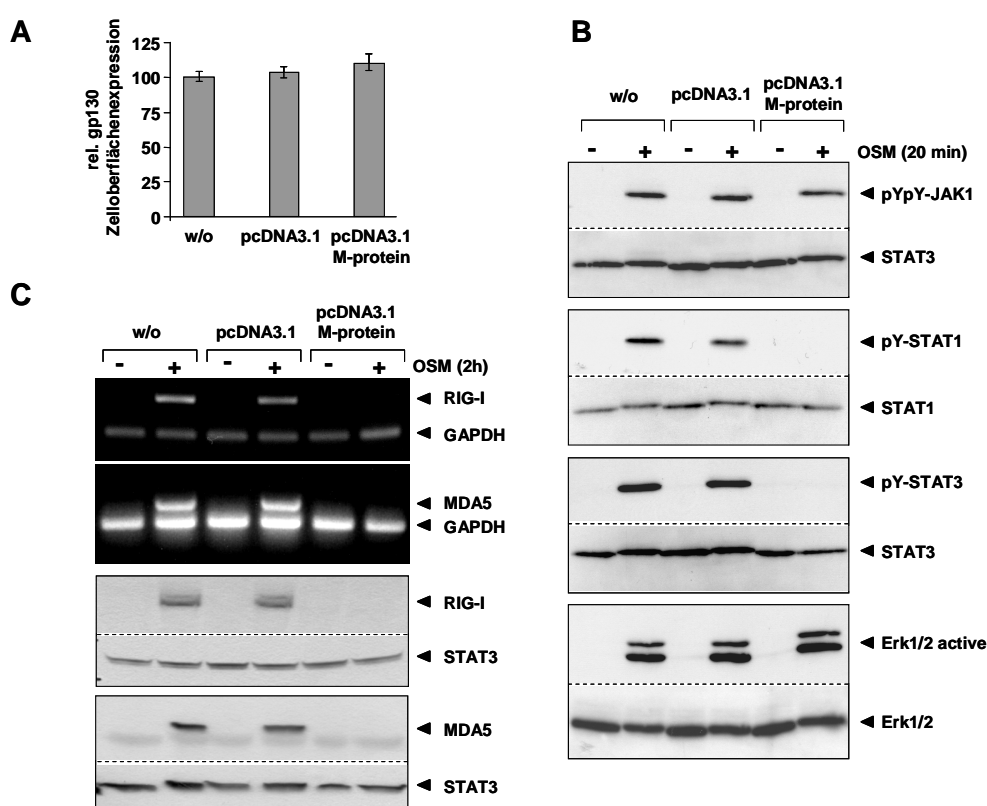 A
rel. gp130
Zelloberflächenexpression
125
100
75
50
25
0
w/o
pcDNA3.1
pcDNA3.1
M-protein
B
w/o
pcDNA3.1
pcDNA3.1
M-protein
- + - + - + OSM (20 min)
pYpY-JAK1
STAT3
pY-STAT1
STAT1
pY-STAT3
STAT3
Erk1/2 active
Erk1/2
C
w/o
pcDNA3.1
pcDNA3.1
M-protein
- + - + - + OSM (2h)
RIG-I
GAPDH
MDA5
GAPDH
RIG-I
STAT3
MDA5
STAT3